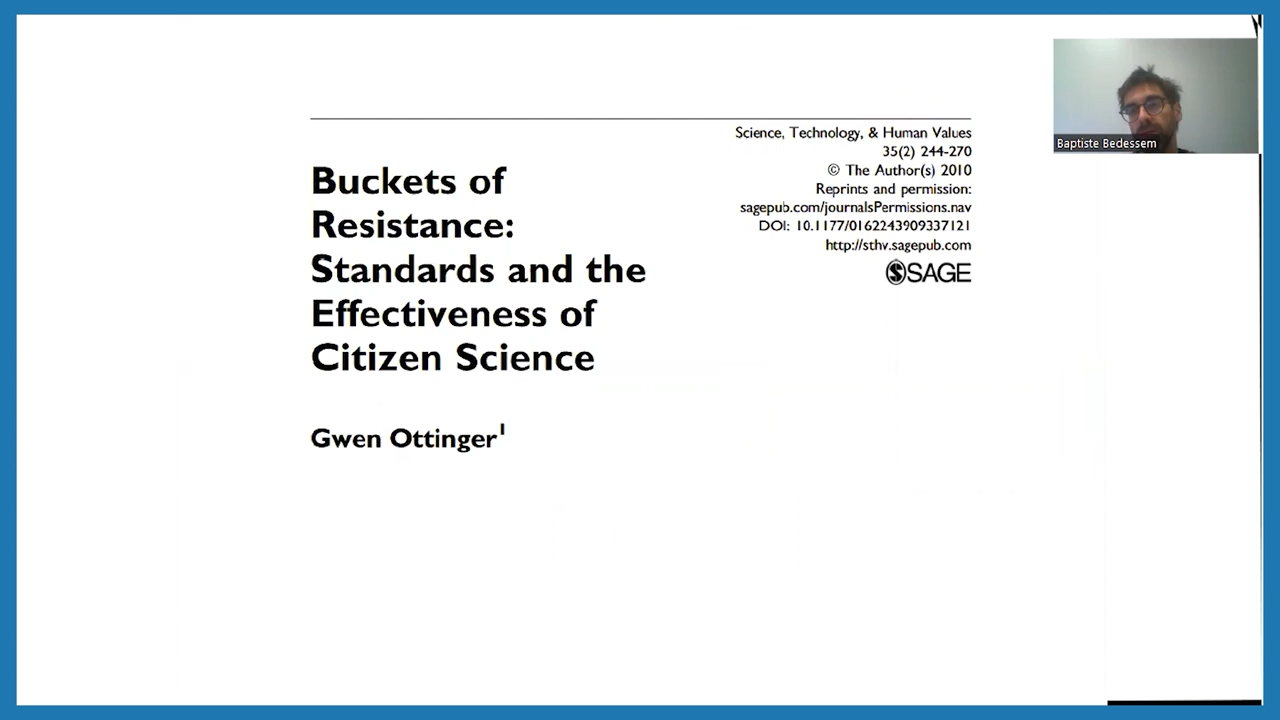 Buckets of
Resistance:
Standards and the
Effectiveness of
Citizen Science
Gwen Ottinger¹
Science, Technology, & Human Values
35(2) 244-270
© The Author(s) 2010
Reprints and permission:
sagepub.com/journalsPermissions.nav
DOI: 10.1177/0162243909337121
http://sthv.sagepub.com
SAGE
Baptiste Bedessem